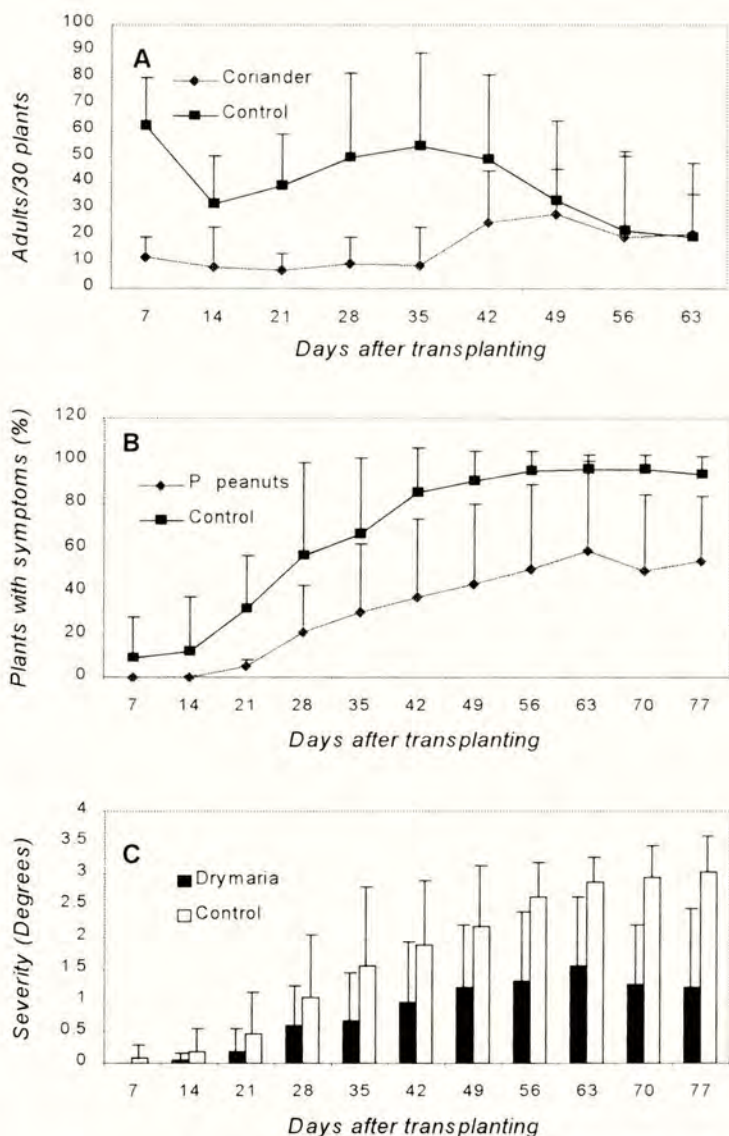 100
90
80
70
60
50
40
30
20
10
0
Adults/30 plants
A
Coriander
Control
7 14 21 28 35 42 49 56 63
Days after transplanting
120
100
80
60
40
20
0
Plants with symptoms (%)
B
P peanuts
Control
7 14 21 28 35 42 49 56 63 70 77
Days after transplanting
4
3.5
3
2.5
2
1 5
1
0 5
0
Severity (Degrees)
C
Drymaria
Control
7 14 21 28 35 42 49 56 63 70 77
Days after transplanting